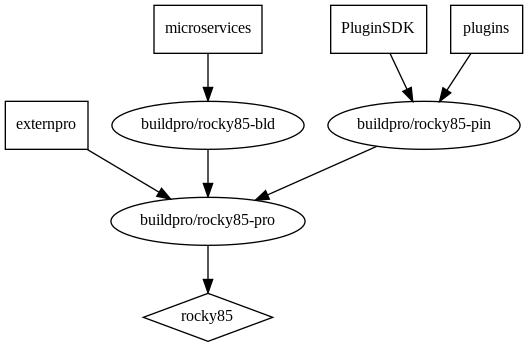 microservices
PluginSDK
plugins
externpro
buildpro/rocky85-bld
buildpro/rocky85-pin
buildpro/rocky85-pro
rocky85